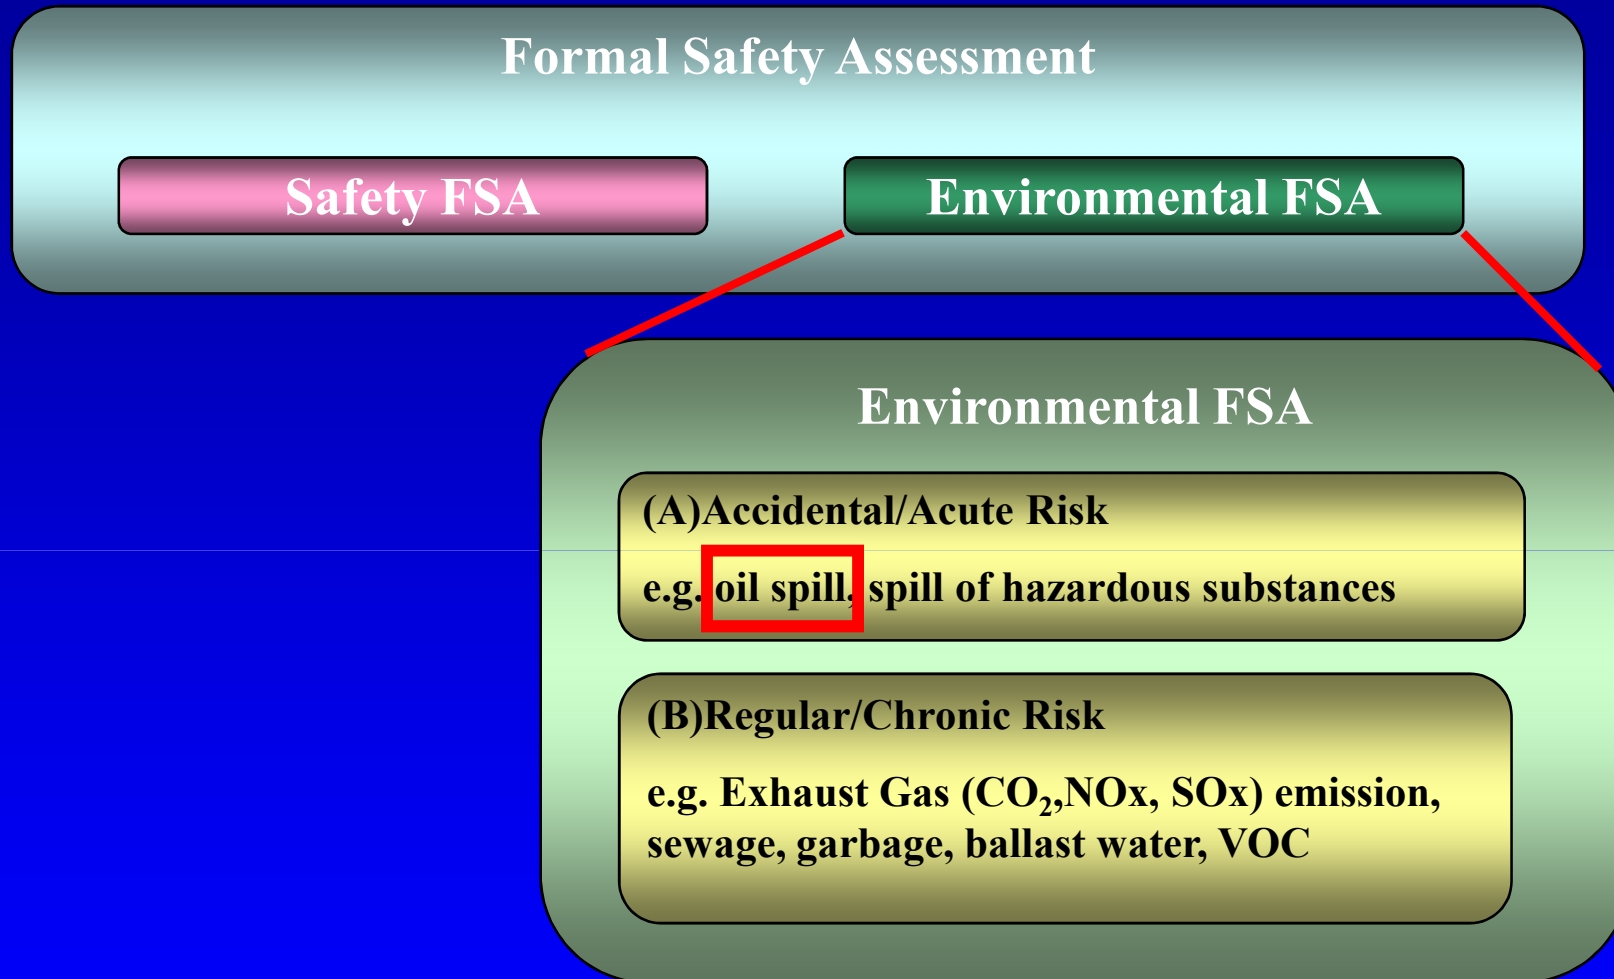 Formal Safety Assessment
Safety FSA
Environmental FSA
Environmental FSA
(A)Accidental/Acute Risk
e.g. oil spill, spill of hazardous substances
(B)Regular/Chronic Risk
e.g. Exhaust Gas (CO₂,NOx, SOx) emission,
sewage, garbage, ballast water, VOC